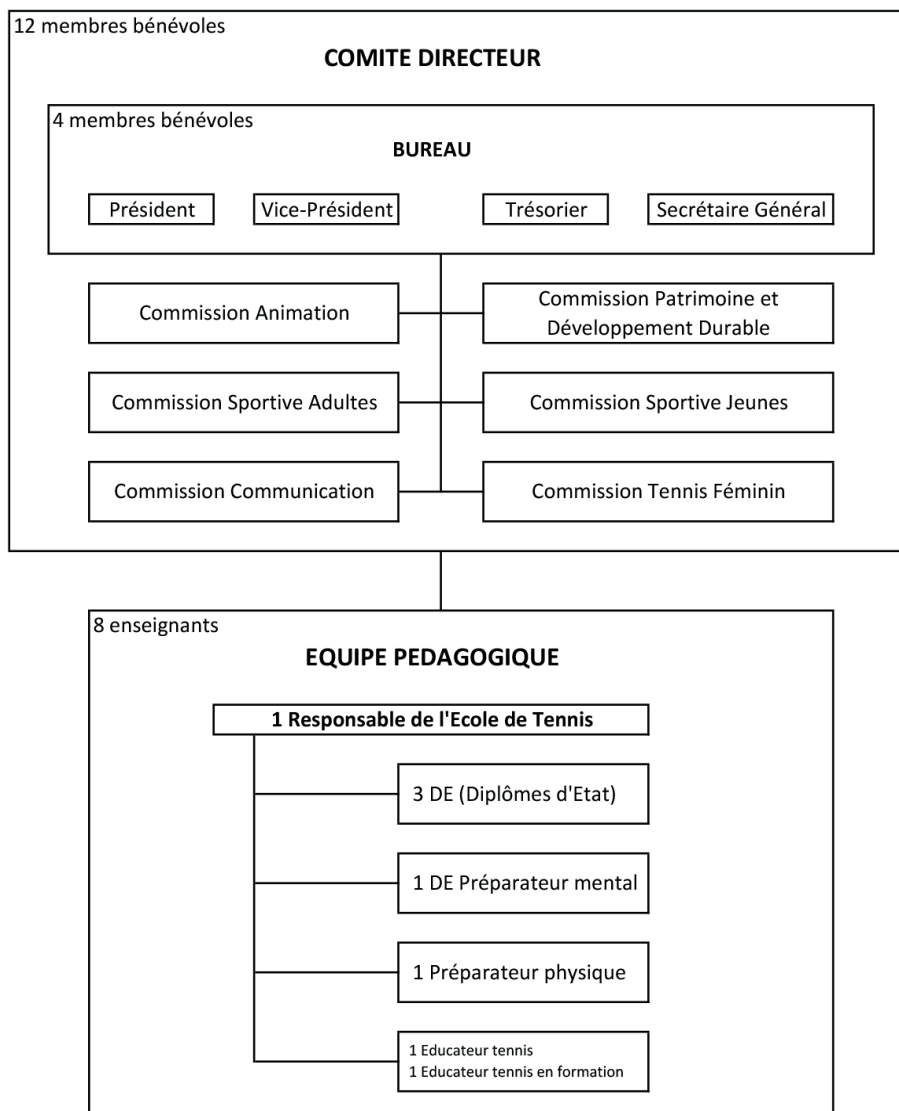 12 membres bénévoles
COMITE DIRECTEUR
4 membres bénévoles
BUREAU
Président
Vice-Président
Trésorier
Secrétaire Général
Commission Animation
Commission Patrimoine et
Développement Durable
Commission Sportive Adultes
Commission Sportive Jeunes
Commission Communication
Commission Tennis Féminin
8 enseignants
EQUIPE PEDAGOGIQUE
1 Responsable de l'Ecole de Tennis
3 DE (Diplômes d'Etat)
1 DE Préparateur mental
1 Préparateur physique
1 Educateur tennis
1 Educateur tennis en formation